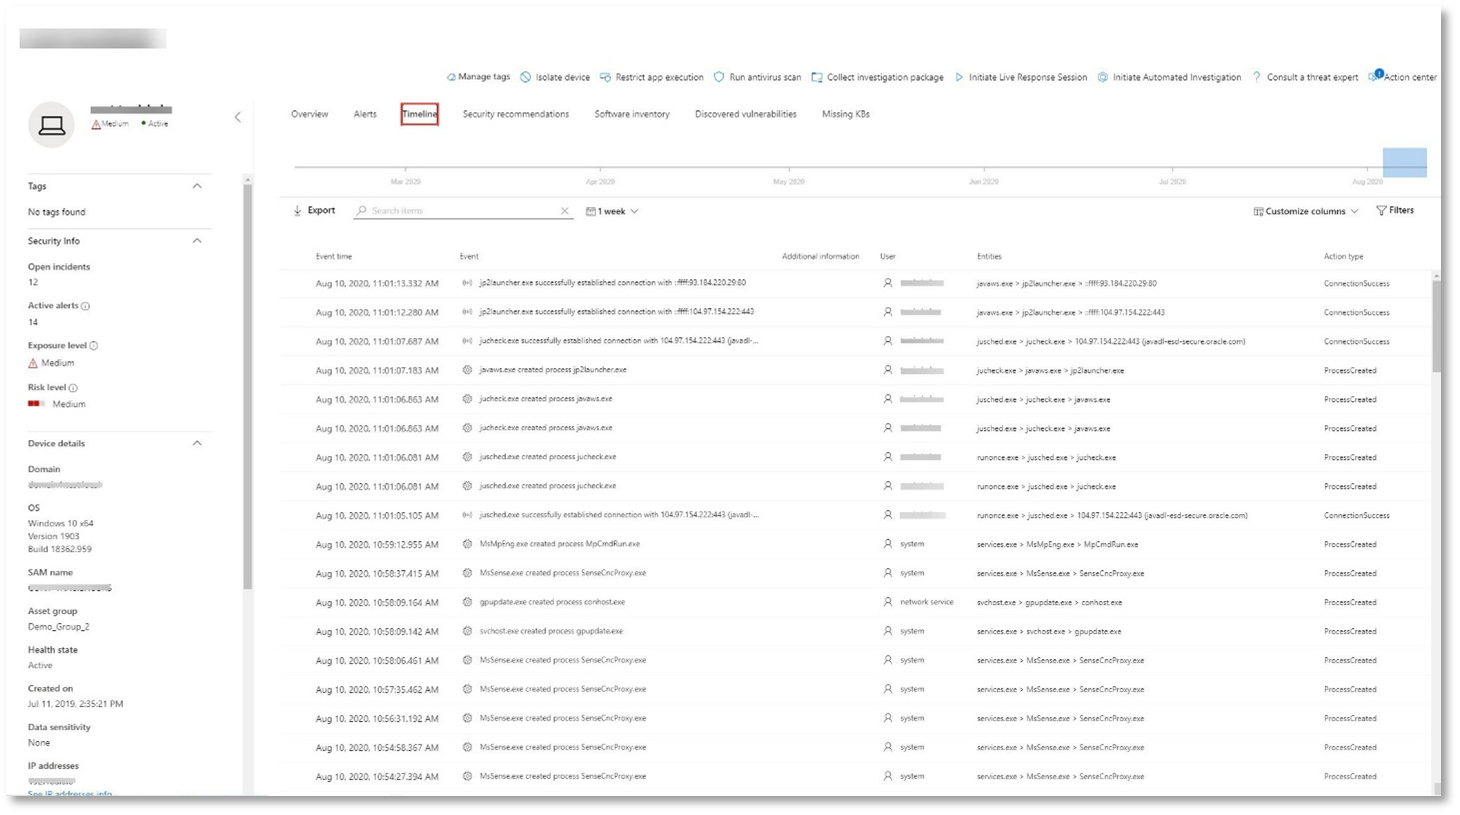 Manage tags Isolate device Restrict app execution Run antivirus scan Collect investigation package Initiate Live Response Session Initiate Automated Investigation ? Consult a threat expert 1 Action center
Medium Active
Overview Alerts Timeline Security recommendations Software inventory Discovered vulnerabilities Missing KBs
Mar 2020 Apr 2020 May 2020 Jun 2020 Jul 2020 Aug 2020
Export Search items 1 week Customize columns Filters
Tags
No tags found
Security Info
Open incidents
12
Active alerts
14
Exposure level
Medium
Risk level
Medium
Device details
Domain
OS
Windows 10 x64
Version 1903
Build 18362.959
SAM name
Asset group
Demo_Group_2
Health state
Active
Created on
Jul 11, 2019, 2:35:21 PM
Data sensitivity
None
IP addresses
See IP addresses info
Event time Event Additional information User Entities Action type
Aug 10, 2020, 11:01:13.332 AM jp2launcher.exe successfully established connection with ::ffff:93.184.220.29:80 javaws.exe > jp2launcher.exe > ::ffff:93.184.220.29:80 ConnectionSuccess
Aug 10, 2020, 11:01:12.280 AM jp2launcher.exe successfully established connection with ::ffff:104.97.154.222:443 javaws.exe > jp2launcher.exe > ::ffff:104.97.154.222:443 ConnectionSuccess
Aug 10, 2020, 11:01:07.687 AM jucheck.exe successfully established connection with 104.97.154.222:443 (javadl-... jusched.exe > jucheck.exe > 104.97.154.222:443 (javadl-esd-secure.oracle.com) ConnectionSuccess
Aug 10, 2020, 11:01:07.183 AM javaws.exe created process jp2launcher.exe jucheck.exe > javaws.exe > jp2launcher.exe ProcessCreated
Aug 10, 2020, 11:01:06.863 AM jucheck.exe created process javaws.exe jusched.exe > jucheck.exe > javaws.exe ProcessCreated
Aug 10, 2020, 11:01:06.863 AM jucheck.exe created process javaws.exe jusched.exe > jucheck.exe > javaws.exe ProcessCreated
Aug 10, 2020, 11:01:06.081 AM jusched.exe created process jucheck.exe runonce.exe > jusched.exe > jucheck.exe ProcessCreated
Aug 10, 2020, 11:01:06.081 AM jusched.exe created process jucheck.exe runonce.exe > jusched.exe > jucheck.exe ProcessCreated
Aug 10, 2020, 11:01:05.105 AM jusched.exe successfully established connection with 104.97.154.222:443 (javadl-... runonce.exe > jusched.exe > 104.97.154.222:443 (javadl-esd-secure.oracle.com) ConnectionSuccess
Aug 10, 2020, 10:59:12.955 AM MsMpEng.exe created process MpCmdRun.exe system services.exe > MsMpEng.exe > MpCmdRun.exe ProcessCreated
Aug 10, 2020, 10:58:37.415 AM MsSense.exe created process SenseCncProxy.exe system services.exe > MsSense.exe > SenseCncProxy.exe ProcessCreated
Aug 10, 2020, 10:58:09.164 AM gpupdate.exe created process conhost.exe network service svchost.exe > gpupdate.exe > conhost.exe ProcessCreated
Aug 10, 2020, 10:58:09.142 AM svchost.exe created process gpupdate.exe system services.exe > svchost.exe > gpupdate.exe ProcessCreated
Aug 10, 2020, 10:58:06.461 AM MsSense.exe created process SenseCncProxy.exe system services.exe > MsSense.exe > SenseCncProxy.exe ProcessCreated
Aug 10, 2020, 10:57:35.462 AM MsSense.exe created process SenseCncProxy.exe system services.exe > MsSense.exe > SenseCncProxy.exe ProcessCreated
Aug 10, 2020, 10:56:31.192 AM MsSense.exe created process SenseCncProxy.exe system services.exe > MsSense.exe > SenseCncProxy.exe ProcessCreated
Aug 10, 2020, 10:54:58.367 AM MsSense.exe created process SenseCncProxy.exe system services.exe > MsSense.exe > SenseCncProxy.exe ProcessCreated
Aug 10, 2020, 10:54:27.394 AM MsSense.exe created process SenseCncProxy.exe system services.exe > MsSense.exe > SenseCncProxy.exe ProcessCreated